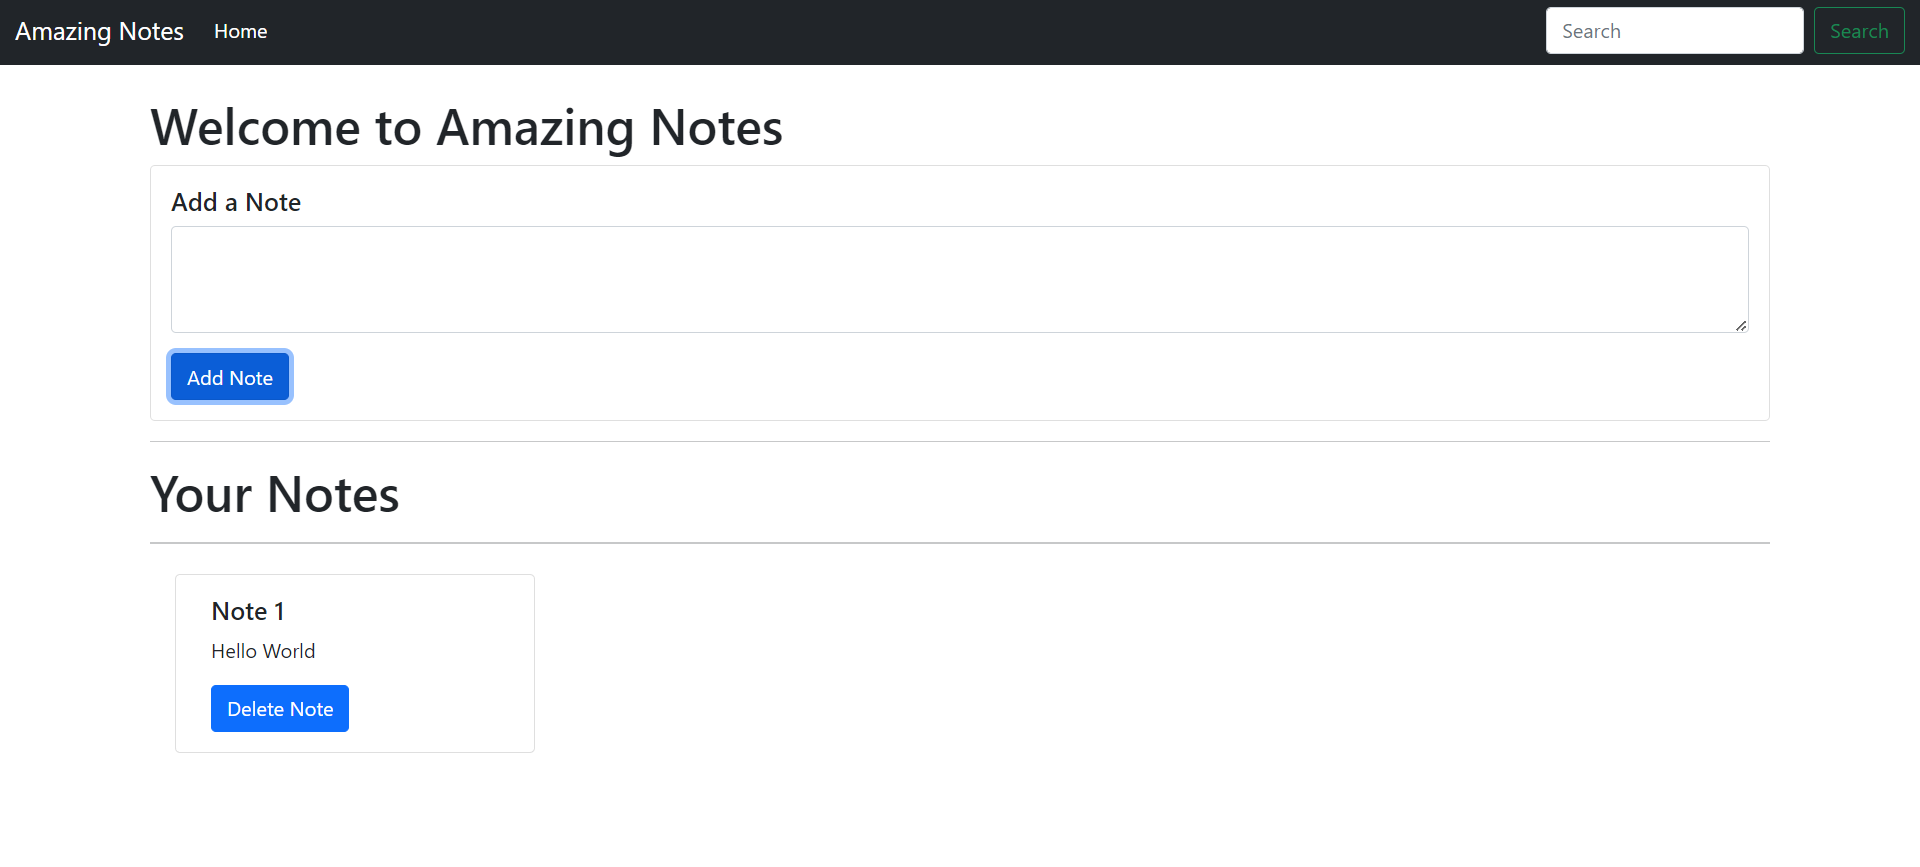 Amazing Notes Home Search Search
Welcome to Amazing Notes
Add a Note
Add Note
Your Notes
Note 1
Hello World
Delete Note